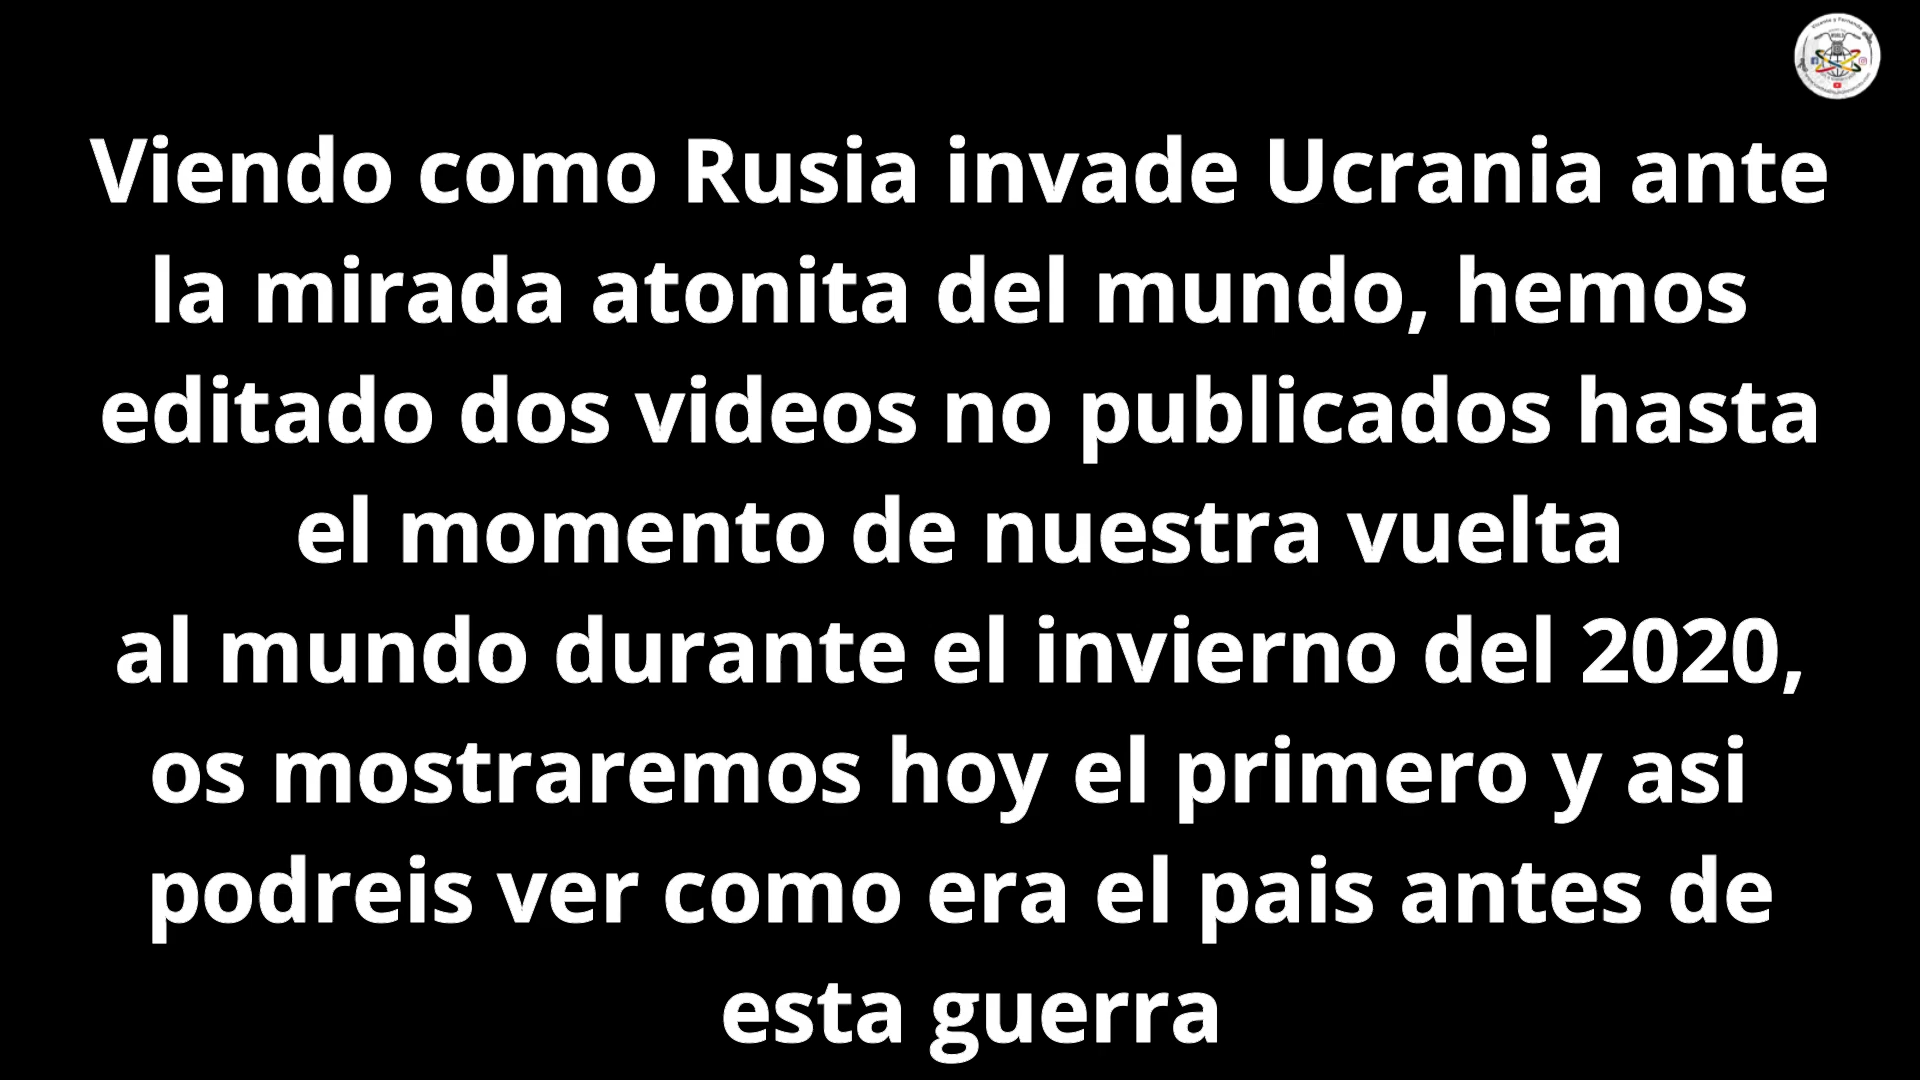 Viendo como Rusia invade Ucrania ante
la mirada atonita del mundo, hemos
editado dos videos no publicados hasta
el momento de nuestra vuelta
al mundo durante el invierno del 2020,
os mostraremos hoy el primero y asi
podreis ver como era el pais antes de
esta guerra